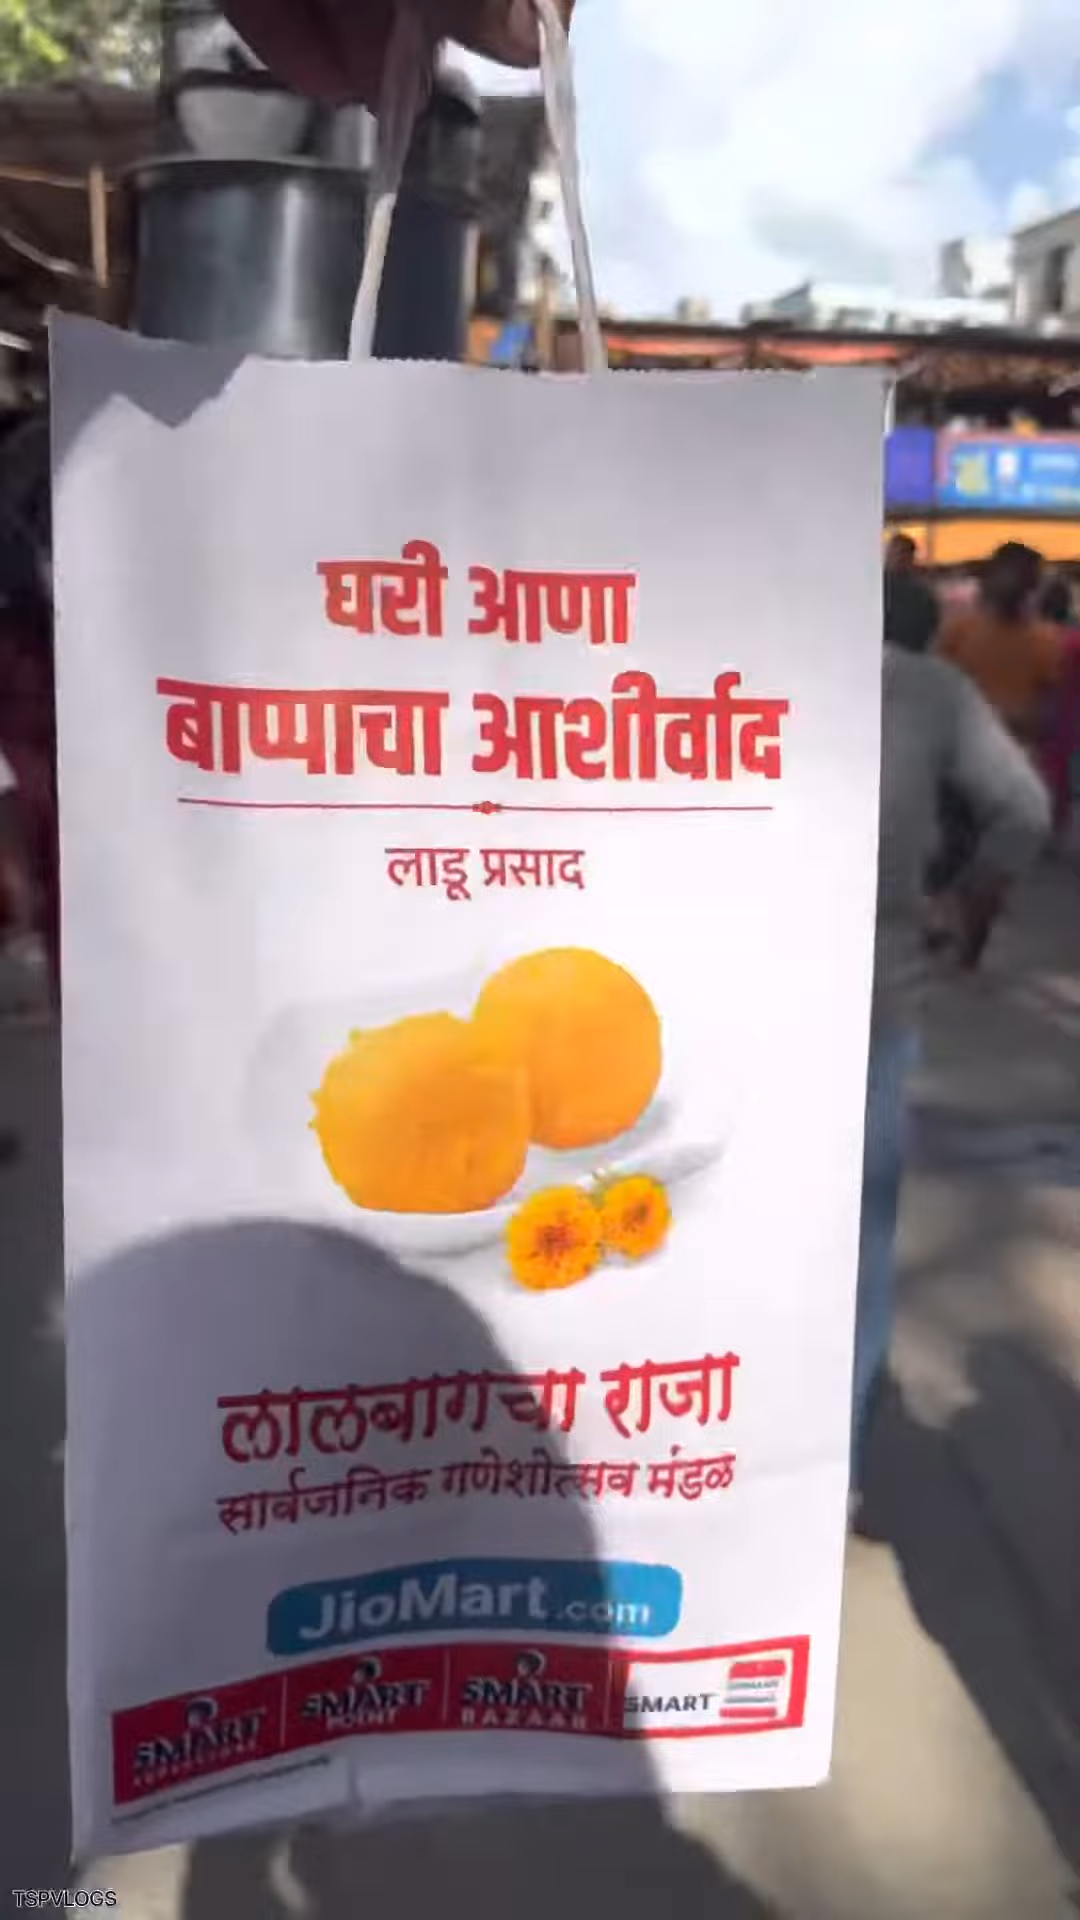 घरी आणा
बाप्पाचा आशीर्वाद
लाडू प्रसाद
लालबागचा राजा
सार्वजनिक गणेशोत्सव मंडळ
JioMart.com
SMART SMART POINT SMART BAZAAR SMART
TSPVLOGS